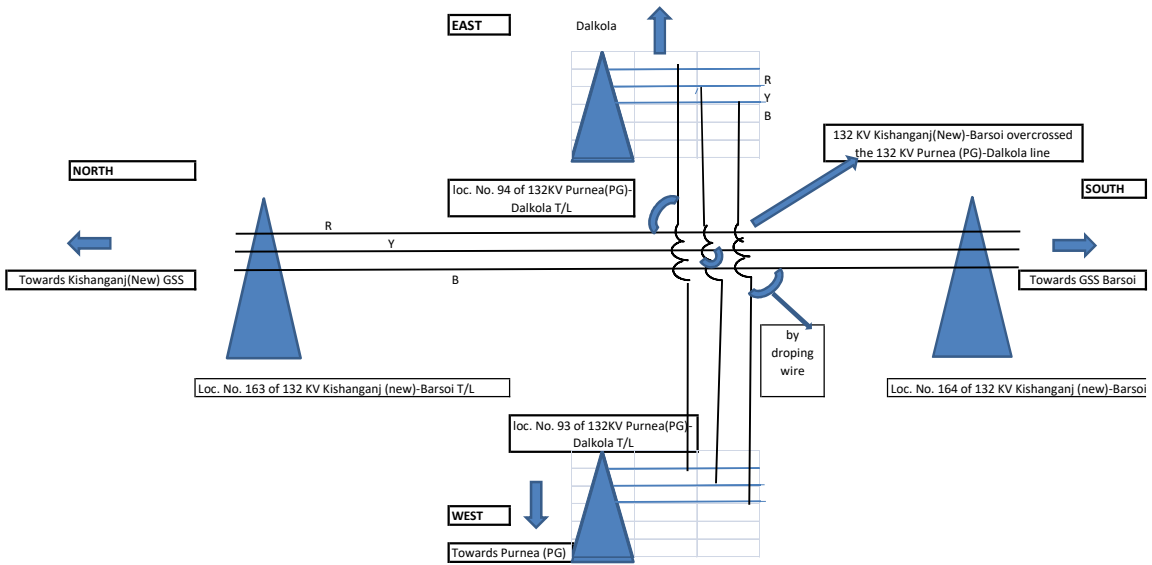 EAST
Dalkola
R
Y
B
132 KV Kishanganj(New)-Barsoi overcrossed
the 132 KV Purnea (PG)-Dalkola line
NORTH
SOUTH
loc. No. 94 of 132KV Purnea(PG)-
Dalkola T/L
R
Y
B
Towards Kishanganj(New) GSS
Towards GSS Barsoi
by
droping
wire
Loc. No. 163 of 132 KV Kishanganj (new)-Barsoi T/L
Loc. No. 164 of 132 KV Kishanganj (new)-Barsoi
loc. No. 93 of 132KV Purnea(PG)-
Dalkola T/L
WEST
Towards Purnea (PG)